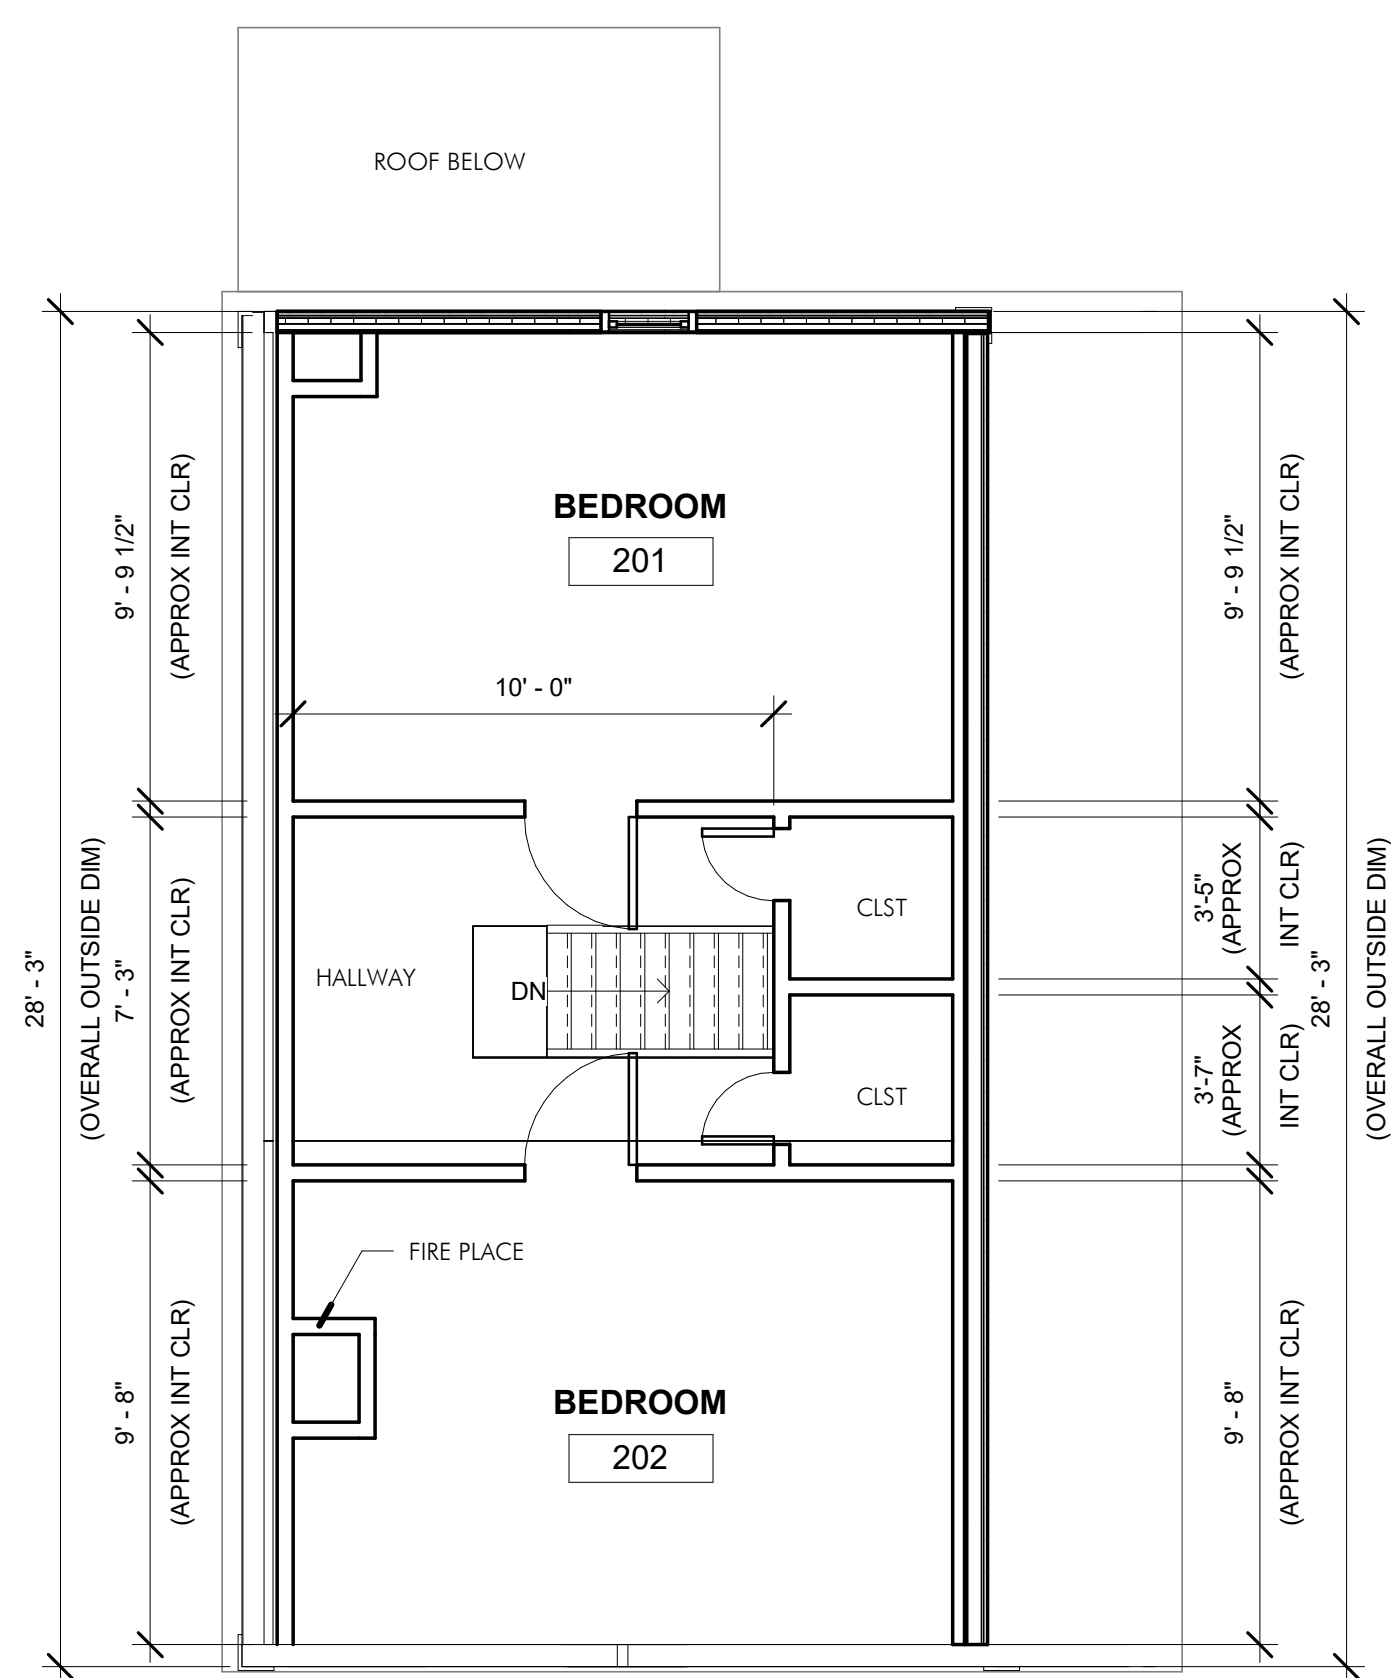 ROOF BELOW
BEDROOM
201
10' - 0"
9' - 9 1/2"
(APPROX INT CLR)
9' - 9 1/2"
(APPROX INT CLR)
28' - 3"
(OVERALL OUTSIDE DIM)
7' - 3"
(APPROX INT CLR)
HALLWAY
DN
CLST
CLST
3'-5"
(APPROX
INT CLR)
3'-7"
(APPROX
INT CLR)
28' - 3"
(OVERALL OUTSIDE DIM)
FIRE PLACE
BEDROOM
202
9' - 8"
(APPROX INT CLR)
9' - 8"
(APPROX INT CLR)